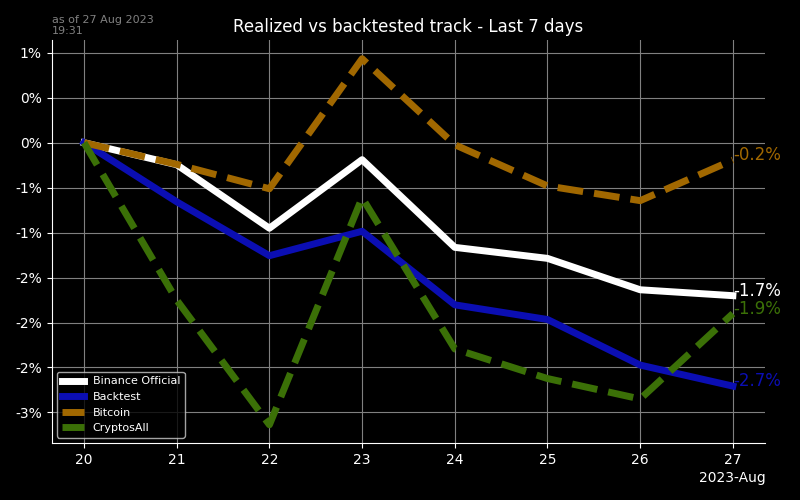 as of 27 Aug 2023
19:31
Realized vs backtested track - Last 7 days
1%
0%
0%
-1%
-1%
-2%
-2%
-2%
-3%
-0.2%
-1.7%
-1.9%
-2.7%
Binance Official
Backtest
Bitcoin
CryptosAll
20 21 22 23 24 25 26 27
2023-Aug